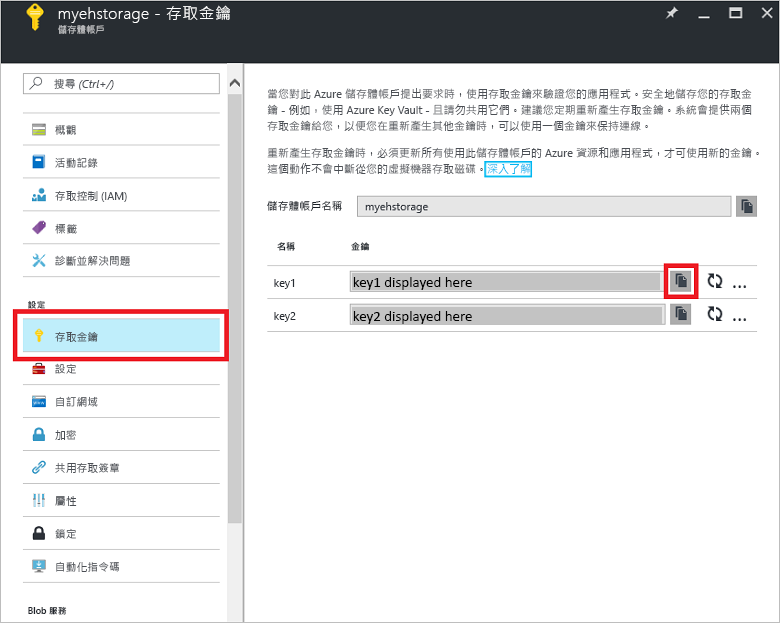 myehstorage - 存取金鑰
儲存體帳戶
搜尋 (Ctrl+/)
概觀
活動記錄
存取控制 (IAM)
標籤
診斷並解決問題
設定
存取金鑰
設定
自訂網域
加密
共用存取簽章
屬性
鎖定
自動化指令碼
Blob 服務
當您對此 Azure 儲存體帳戶提出要求時，使用存取金鑰來驗證您的應用程式。安全地儲存您的存取金
鑰 - 例如，使用 Azure Key Vault - 且請勿共用它們。建議您定期重新產生存取金鑰。系統會提供兩個
存取金鑰給您，以便您在重新產生其他金鑰時，可以使用一個金鑰來保持連線。
重新產生存取金鑰時，必須更新所有使用此儲存體帳戶的 Azure 資源和應用程式，才可使用新的金鑰。
這個動作不會中斷從您的虛擬機器存取磁碟。深入了解
儲存體帳戶名稱 myehstorage
名稱 金鑰
key1 key1 displayed here ...
key2 key2 displayed here ...